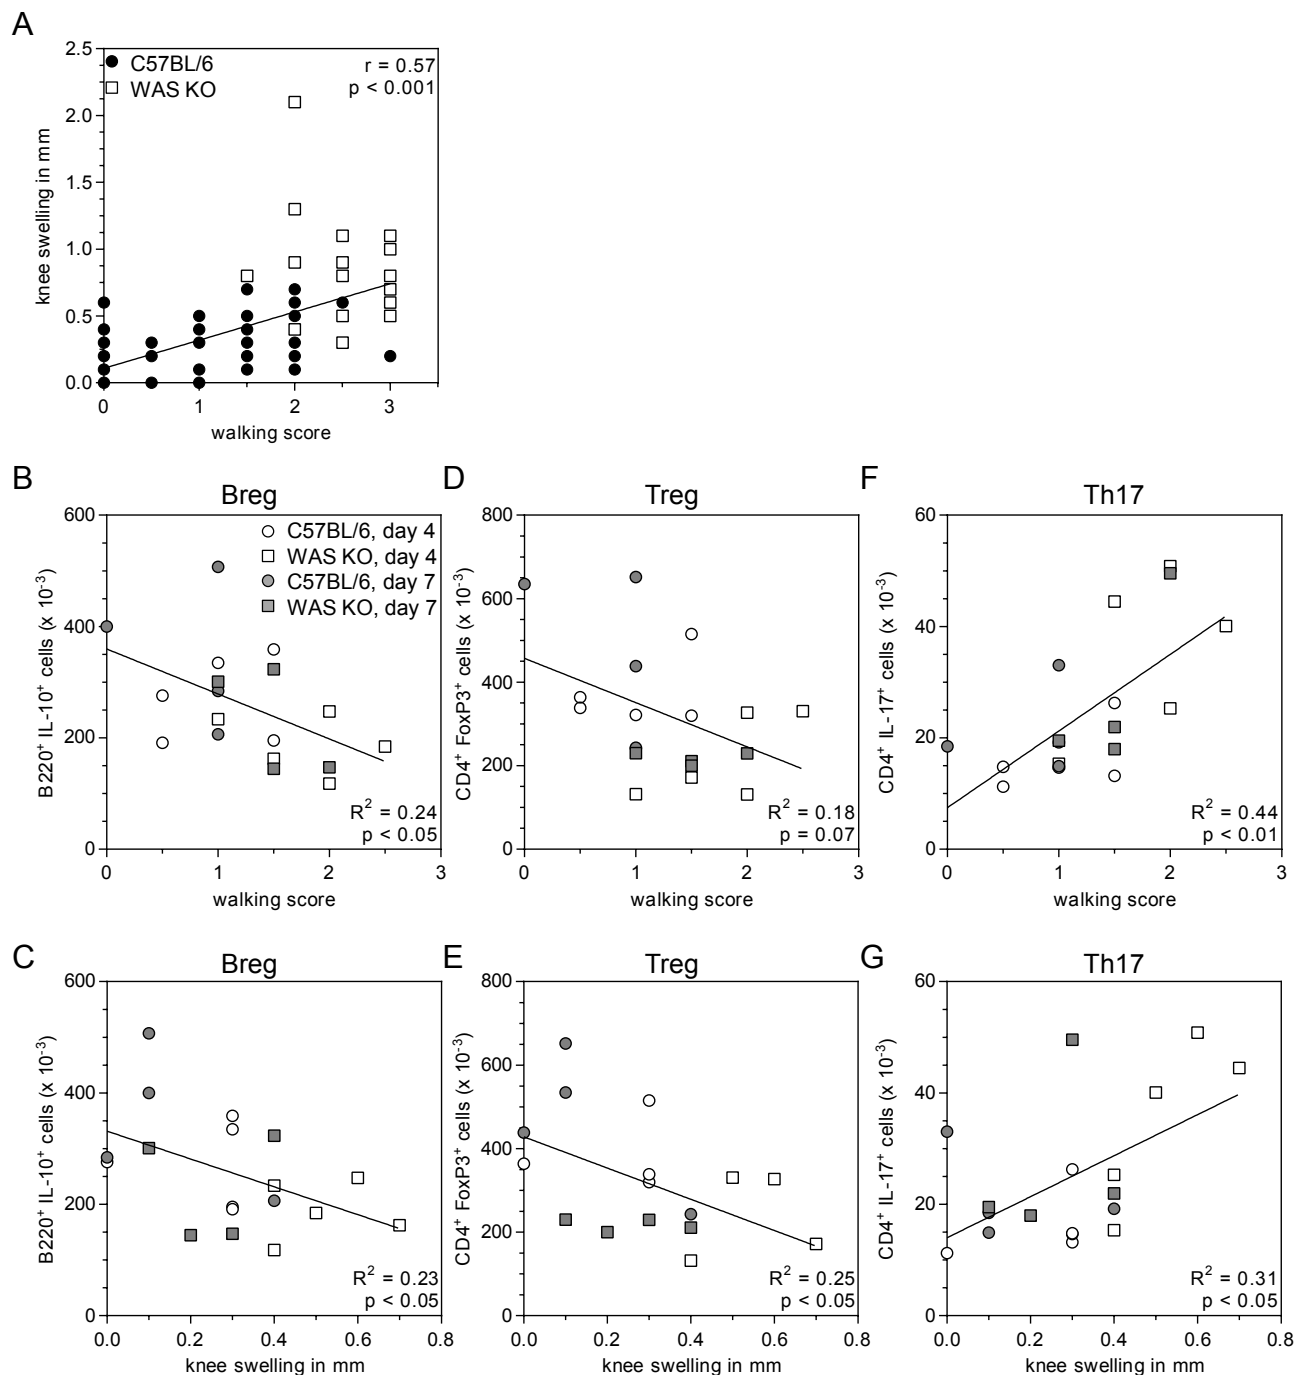 A
2.5
2.0
1.5
1.0
0.5
0.0
knee swelling in mm
C57BL/6
WAS KO
r = 0.57
p < 0.001
0 1 2 3
walking score
B
Breg
600
400
200
0
B220⁺ IL-10⁺ cells (x 10⁻³)
C57BL/6, day 4
WAS KO, day 4
C57BL/6, day 7
WAS KO, day 7
R² = 0.24
p < 0.05
0 1 2 3
walking score
D
Treg
800
600
400
200
0
CD4⁺ FoxP3⁺ cells (x 10⁻³)
R² = 0.18
p = 0.07
0 1 2 3
walking score
F
Th17
60
40
20
0
CD4⁺ IL-17⁺ cells (x 10⁻³)
R² = 0.44
p < 0.01
0 1 2 3
walking score
C
Breg
600
400
200
0
B220⁺ IL-10⁺ cells (x 10⁻³)
R² = 0.23
p < 0.05
0.0 0.2 0.4 0.6 0.8
knee swelling in mm
E
Treg
800
600
400
200
0
CD4⁺ FoxP3⁺ cells (x 10⁻³)
R² = 0.25
p < 0.05
0.0 0.2 0.4 0.6 0.8
knee swelling in mm
G
Th17
60
40
20
0
CD4⁺ IL-17⁺ cells (x 10⁻³)
R² = 0.31
p < 0.05
0.0 0.2 0.4 0.6 0.8
knee swelling in mm